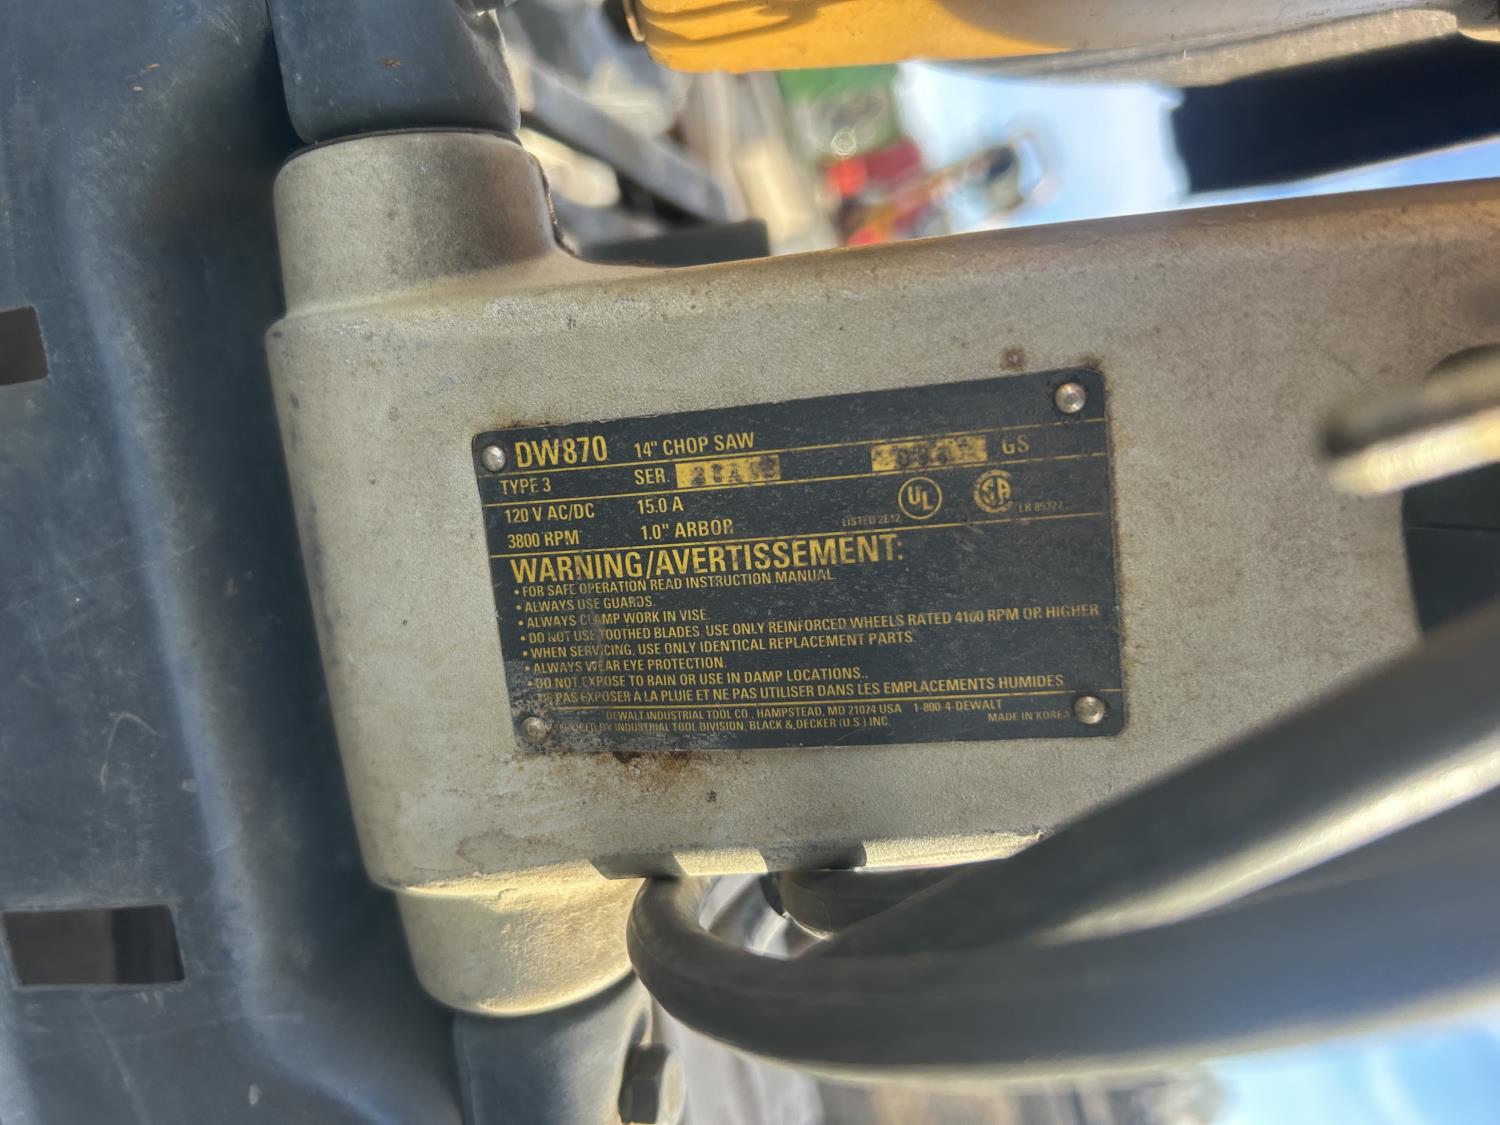 DW870 14" CHOP SAW
TYPE 3 SER. GS
120 V AC/DC 15.0 A
3800 RPM 1.0" ARBOR
LISTED 2E12 UL SA LR 85327
WARNING/AVERTISSEMENT:
• FOR SAFE OPERATION READ INSTRUCTION MANUAL.
• ALWAYS USE GUARDS.
• ALWAYS CLAMP WORK IN VISE.
• DO NOT USE TOOTHED BLADES, USE ONLY REINFORCED WHEELS RATED 4100 RPM OR HIGHER
• WHEN SERVICING, USE ONLY IDENTICAL REPLACEMENT PARTS.
• ALWAYS WEAR EYE PROTECTION.
• DO NOT EXPOSE TO RAIN OR USE IN DAMP LOCATIONS.
NE PAS EXPOSER À LA PLUIE ET NE PAS UTILISER DANS LES EMPLACEMENTS HUMIDES
DEWALT INDUSTRIAL TOOL CO., HAMPSTEAD, MD 21074 USA 1-800-4-DEWALT
INDUSTRIAL TOOL DIVISION, BLACK & DECKER (U.S.) INC. MADE IN KOREA